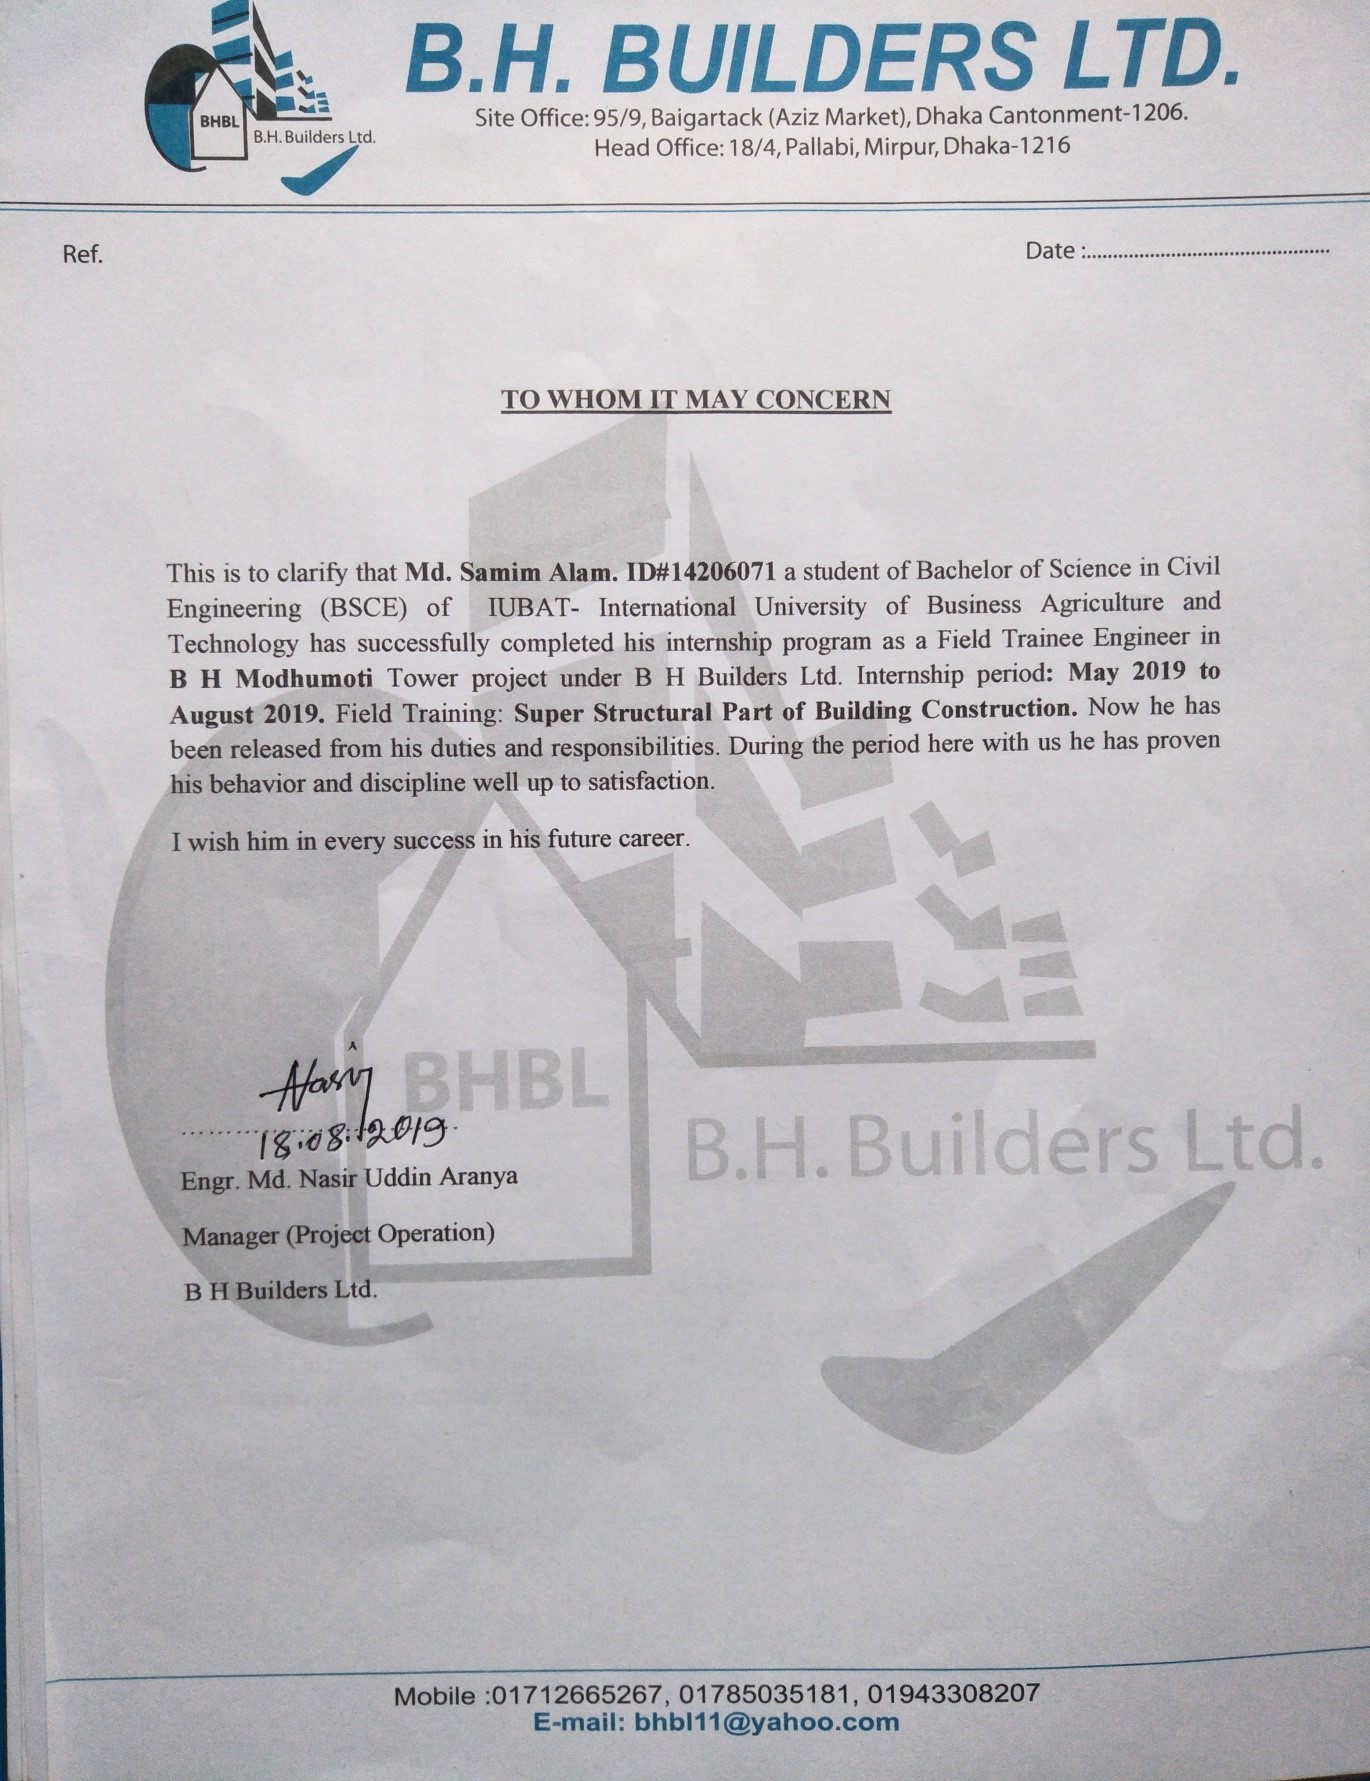 B.H. BUILDERS LTD.
BHBL
B.H. Builders Ltd.
Site Office: 95/9, Baigartack (Aziz Market), Dhaka Cantonment-1206.
Head Office: 18/4, Pallabi, Mirpur, Dhaka-1216
Ref.
Date :..............................................
TO WHOM IT MAY CONCERN
This is to clarify that Md. Samim Alam. ID#14206071 a student of Bachelor of Science in Civil
Engineering (BSCE) of IUBAT- International University of Business Agriculture and
Technology has successfully completed his internship program as a Field Trainee Engineer in
B H Modhumoti Tower project under B H Builders Ltd. Internship period: May 2019 to
August 2019. Field Training: Super Structural Part of Building Construction. Now he has
been released from his duties and responsibilities. During the period here with us he has proven
his behavior and discipline well up to satisfaction.
I wish him in every success in his future career.
BHBL
B.H. Builders Ltd.
Nasir
18.08.2019
Engr. Md. Nasir Uddin Aranya
Manager (Project Operation)
B H Builders Ltd.
Mobile :01712665267, 01785035181, 01943308207
E-mail: bhbl11@yahoo.com